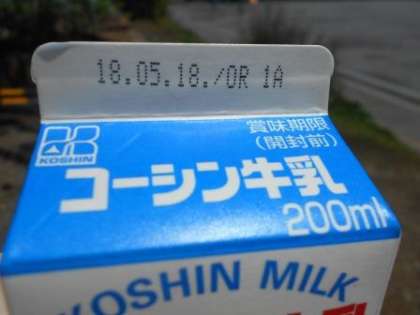 18.05.18./OR 1A
賞味期限
(開封前)
KOSHIN
コーシン牛乳
200ml
KOSHIN MILK
乳